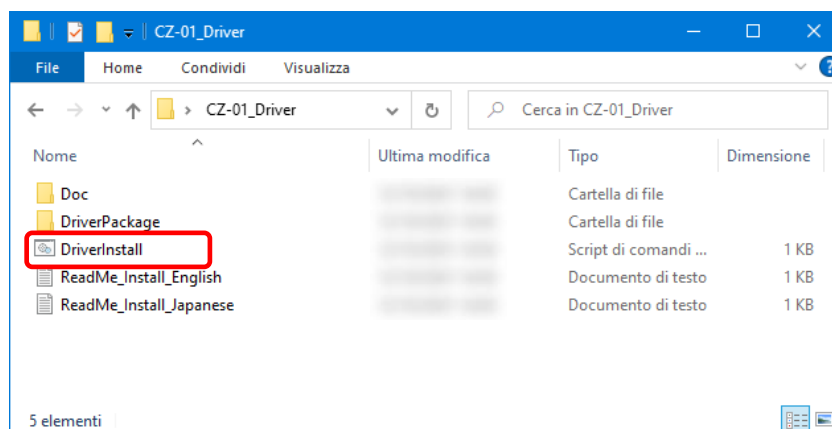 CZ-01_Driver
File Home Condividi Visualizza
CZ-01_Driver Cerca in CZ-01_Driver
Nome Ultima modifica Tipo Dimensione
Doc Cartella di file
DriverPackage Cartella di file
DriverInstall Script di comandi ... 1 KB
ReadMe_Install_English Documento di testo 1 KB
ReadMe_Install_Japanese Documento di testo 1 KB
5 elementi